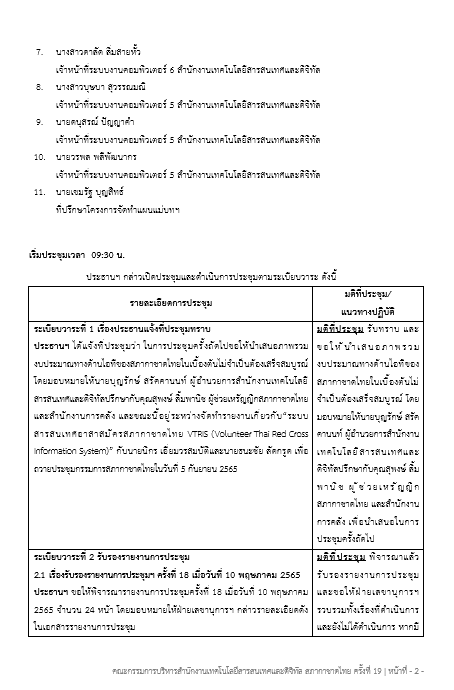 7. นางสาวดาลัด ลิ่มสายหั้ว
เจ้าหน้าที่ระบบงานคอมพิวเตอร์ 6 สำนักงานเทคโนโลยีสารสนเทศและดิจิทัล
8. นางสาวบุษบา สุวรรณมณี
เจ้าหน้าที่ระบบงานคอมพิวเตอร์ 5 สำนักงานเทคโนโลยีสารสนเทศและดิจิทัล
9. นายดนุสรณ์ ปัญญาคำ
เจ้าหน้าที่ระบบงานคอมพิวเตอร์ 5 สำนักงานเทคโนโลยีสารสนเทศและดิจิทัล
10. นายวรพล พลิพัฒนากร
เจ้าหน้าที่ระบบงานคอมพิวเตอร์ 5 สำนักงานเทคโนโลยีสารสนเทศและดิจิทัล
11. นายเขมรัฐ บุญสิทธิ์
ที่ปรึกษาโครงการจัดทำแผนแม่บทฯ
เริ่มประชุมเวลา 09:30 น.
ประธานฯ กล่าวเปิดประชุมและดำเนินการประชุมตามระเบียบวาระ ดังนี้
รายละเอียดการประชุม
มติที่ประชุม/
แนวทางปฏิบัติ
ระเบียบวาระที่ 1 เรื่องประธานแจ้งที่ประชุมทราบ
ประธานฯ ได้แจ้งที่ประชุมว่า ในการประชุมครั้งถัดไปขอให้นำเสนอภาพรวม
งบประมาณทางด้านไอทีของสภากาชาดไทยในเบื้องต้นไม่จำเป็นต้องเสร็จสมบูรณ์
โดยมอบหมายให้นายบุญรักษ์ สรัคคานนท์ ผู้อำนวยการสำนักงานเทคโนโลยี
สารสนเทศและดิจิทัลปรึกษากับคุณสุพงษ์ ลิ้มพานิช ผู้ช่วยเหรัญญิกสภากาชาดไทย
และสำนักงานการคลัง และขณะนี้อยู่ระหว่างจัดทำรายงานเกี่ยวกับ"ระบบ
สารสนเทศอาสาสมัครสภากาชาดไทย VTRIS (Volunteer Thai Red Cross
Information System)" กับนายนิกร เยี่ยมวรสมบัติและนายธนะชัย ลัดกรูด เพื่อ
ถวายประชุมกรรมการสภากาชาดไทยในวันที่ 5 กันยายน 2565
มติที่ประชุม รับทราบ และ
ขอให้นำเสนอภาพรวม
งบประมาณทางด้านไอทีของ
สภากาชาดไทยในเบื้องต้นไม่
จำเป็นต้องเสร็จสมบูรณ์ โดย
มอบหมายให้นายบุญรักษ์ สรัค
คานนท์ ผู้อำนวยการสำนักงาน
เทคโนโลยีสารสนเทศและ
ดิจิทัลปรึกษากับคุณสุพงษ์ ลิ้ม
พานิช ผู้ช่วยเหรัญญิก
สภากาชาดไทย และสำนักงาน
การคลัง เพื่อนำเสนอในการ
ประชุมครั้งถัดไป
ระเบียบวาระที่ 2 รับรองรายงานการประชุม
2.1 เรื่องรับรองรายงานการประชุมฯ ครั้งที่ 18 เมื่อวันที่ 10 พฤษภาคม 2565
ประธานฯ ขอให้พิจารณารายงานการประชุมครั้งที่ 18 เมื่อวันที่ 10 พฤษภาคม
2565 จำนวน 24 หน้า โดยมอบหมายให้ฝ่ายเลขานุการฯ กล่าวรายละเอียดดัง
ในเอกสารรายงานการประชุม
มติที่ประชุม พิจารณาแล้ว
รับรองรายงานการประชุม
และขอให้ฝ่ายเลขานุการฯ
รวบรวมทั้งเรื่องที่ดำเนินการ
และยังไม่ได้ดำเนินการ หากมี
คณะกรรมการบริหารสำนักงานเทคโนโลยีสารสนเทศและดิจิทัล สภากาชาดไทย ครั้งที่ 19 | หน้าที่ - 2 -